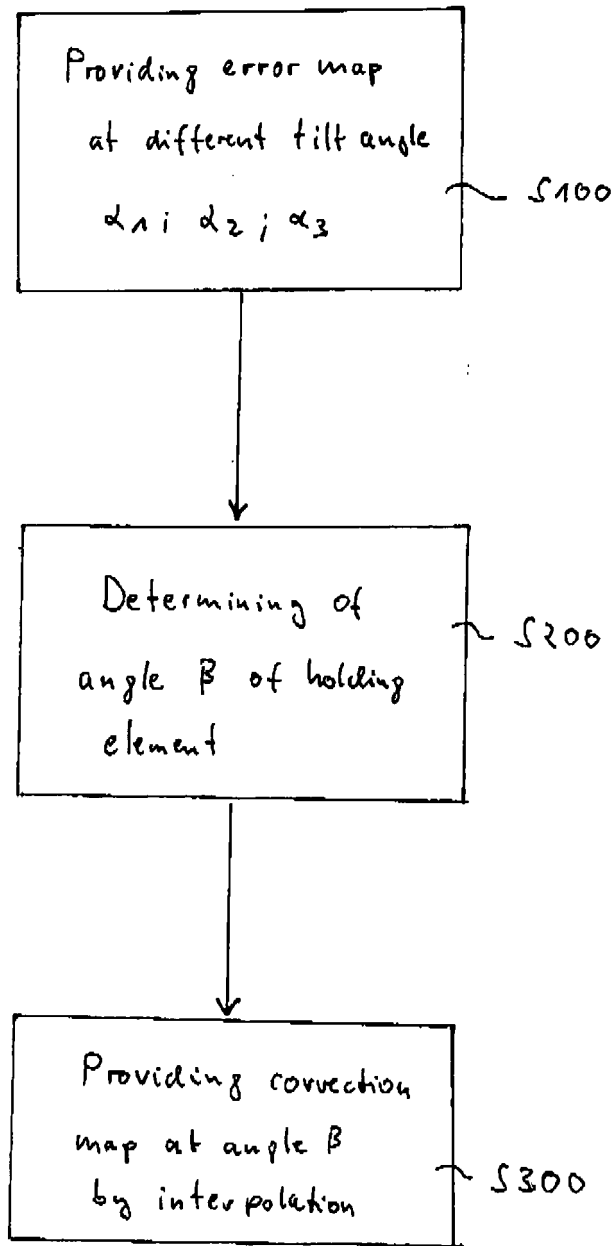 Providing error map
at different tilt angle
α1; α2; α3
S100
Determining of
angle β of holding
element
S200
Providing correction
map at angle β
by interpolation
S300